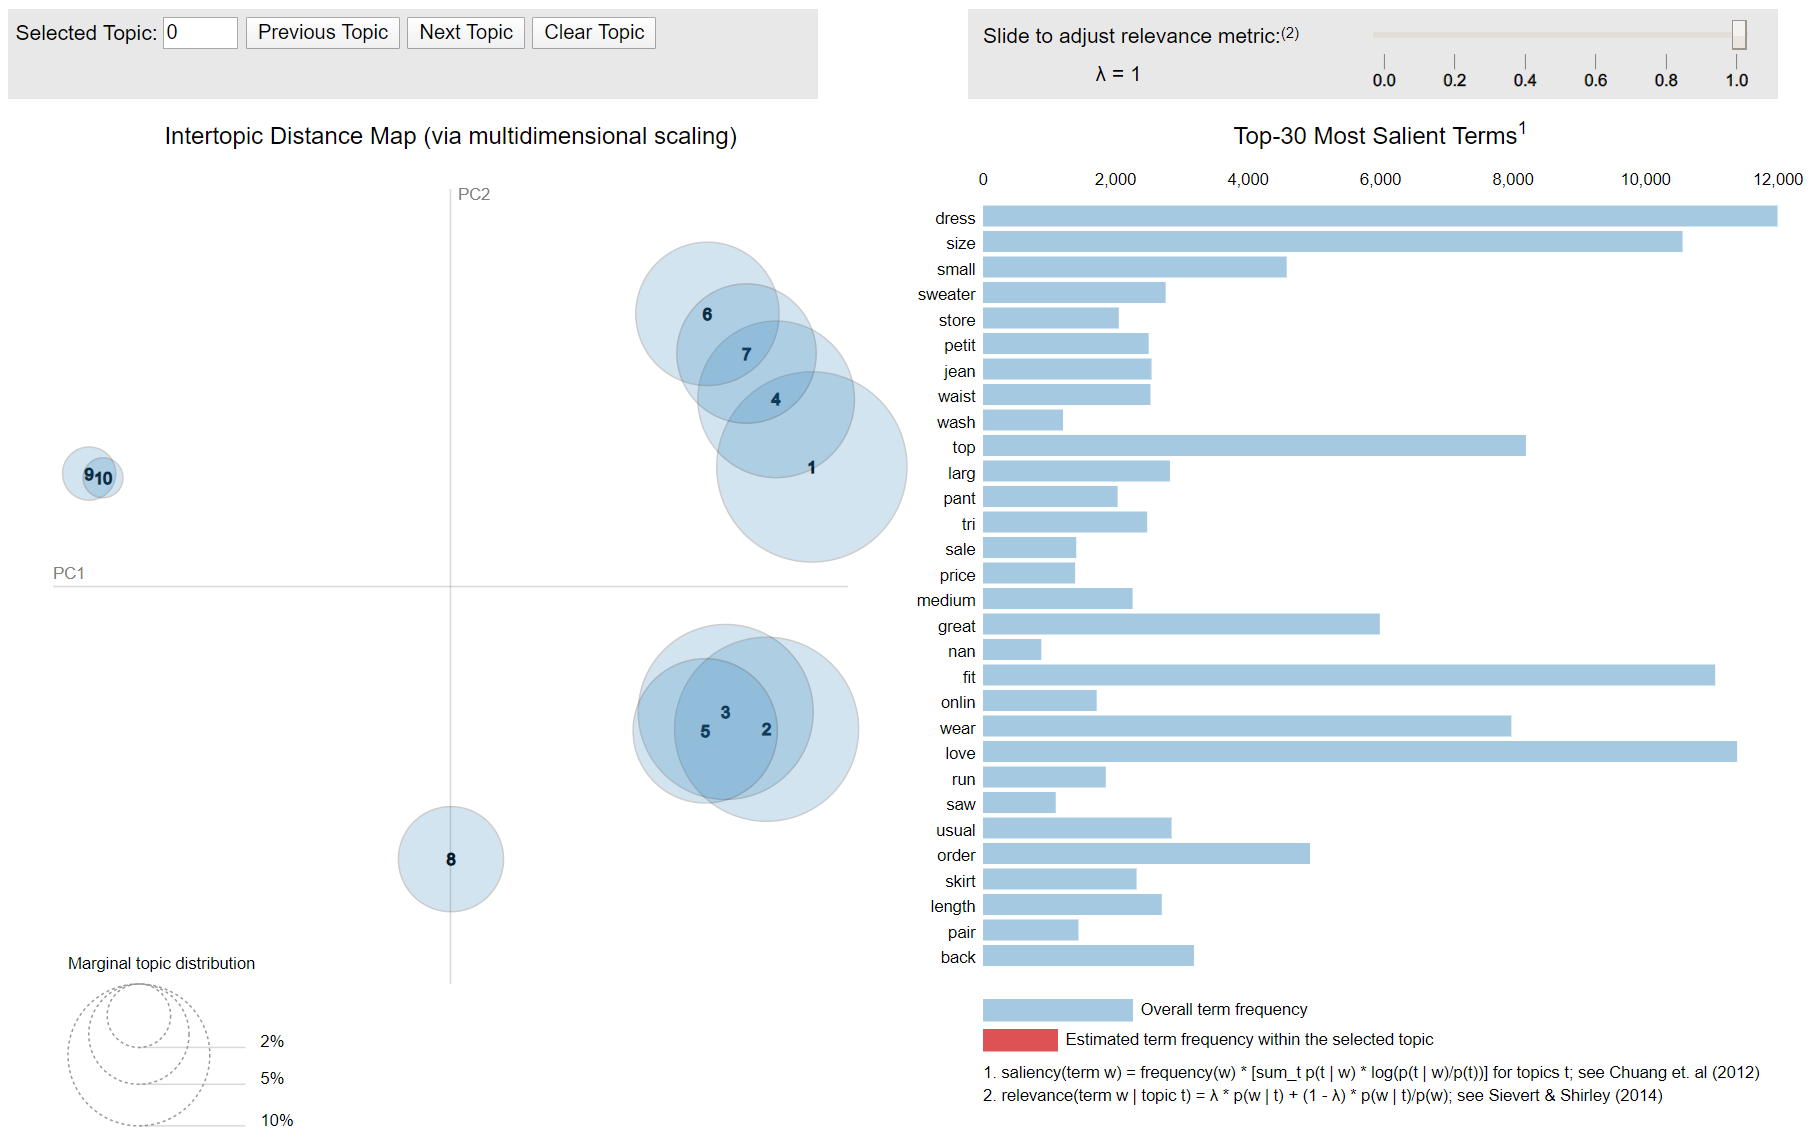 Selected Topic: 0 Previous Topic Next Topic Clear Topic
Slide to adjust relevance metric:(2)
λ = 1
0.0 0.2 0.4 0.6 0.8 1.0
Intertopic Distance Map (via multidimensional scaling)
PC2
PC1
6
7
4
1
9
10
3
5
2
8
Marginal topic distribution
2%
5%
10%
Top-30 Most Salient Terms1
0 2,000 4,000 6,000 8,000 10,000 12,000
dress
size
small
sweater
store
petit
jean
waist
wash
top
larg
pant
tri
sale
price
medium
great
nan
fit
onlin
wear
love
run
saw
usual
order
skirt
length
pair
back
Overall term frequency
Estimated term frequency within the selected topic
1. saliency(term w) = frequency(w) * [sum_t p(t | w) * log(p(t | w)/p(t))] for topics t; see Chuang et. al (2012)
2. relevance(term w | topic t) = λ * p(w | t) + (1 - λ) * p(w | t)/p(w); see Sievert & Shirley (2014)